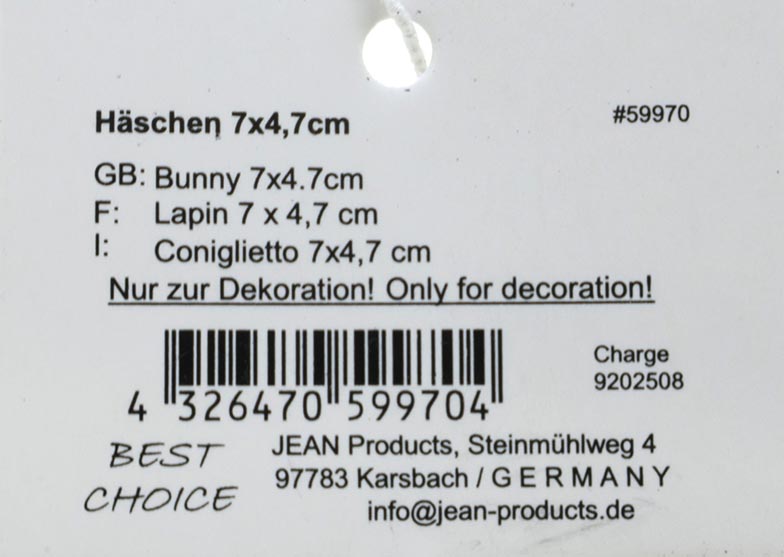 Häschen 7x4,7cm
#59970
GB: Bunny 7x4.7cm
F: Lapin 7 x 4,7 cm
I: Coniglietto 7x4,7 cm
Nur zur Dekoration! Only for decoration!
Charge
9202508
4 326470 599704
BEST
CHOICE
JEAN Products, Steinmühlweg 4
97783 Karsbach / G E R M A N Y
info@jean-products.de